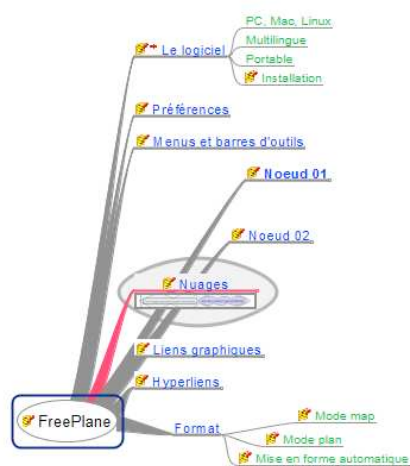 PC, Mac, Linux
Multilingue
Le logiciel
Portable
Installation
Préférences
Menus et barres d'outils
Noeud 01
Noeud 02
Nuages
Liens graphiques
Hyperliens
FreePlane
Format
Mode map
Mode plan
Mise en forme automatique